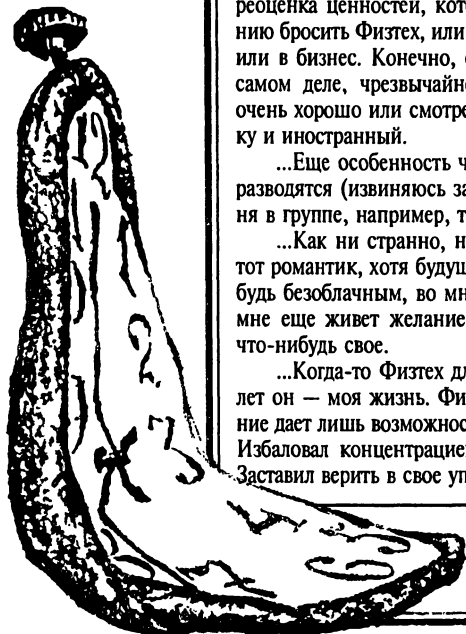 реоценка ценностей, кот
нию бросить Физтех, или
или в бизнес. Конечно,
самом деле, чрезвычайн
очень хорошо или смотре
ку и иностранный.
...Еще особенность ч
разводятся (извиняюсь за
ня в группе, например, т
...Как ни странно, н
тот романтик, хотя будущ
будь безоблачным, во мн
мне еще живет желание
что-нибудь свое.
...Когда-то Физтех дл
лет он — моя жизнь. Фи
ние дает лишь возможнос
Избаловал концентрацие
Заставил верить в свое уп